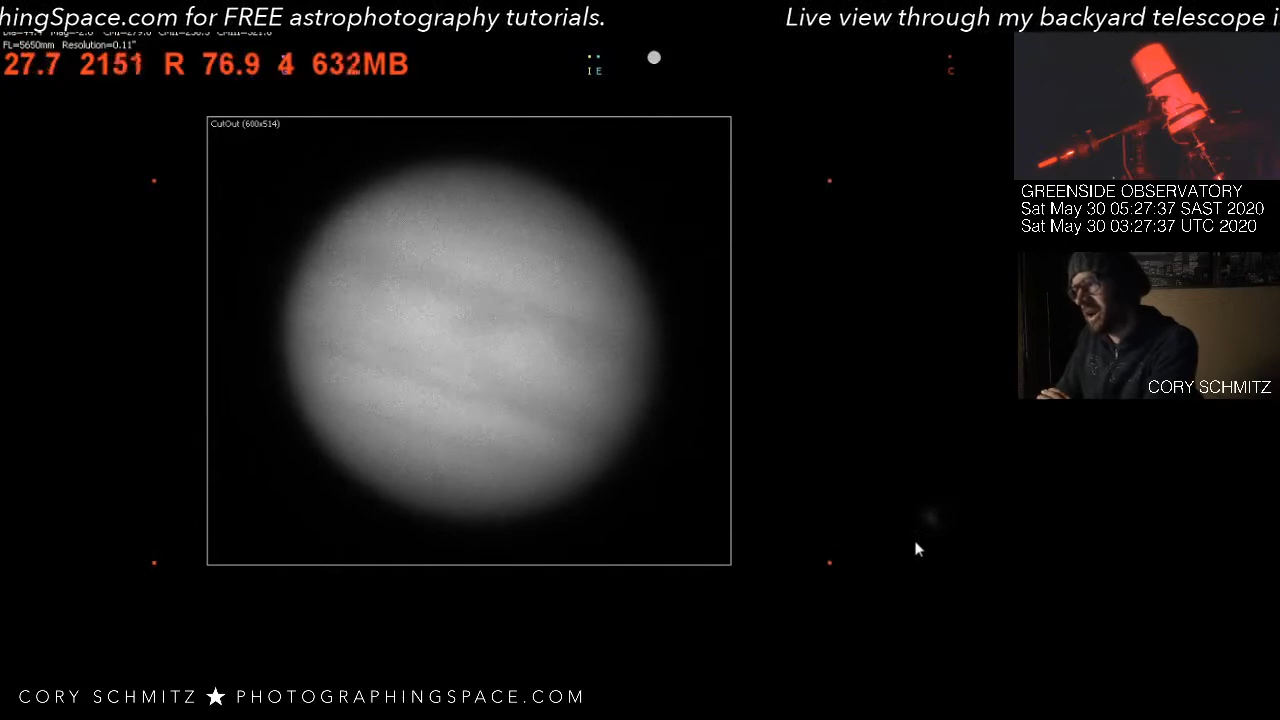 hingSpace.com for FREE astrophotography tutorials.
Live view through my backyard telescope i
FL=5650mm Resolution=0.11"
27.7 2151 R 76.9 4 632MB
I E
C
CutOut (600x514)
GREENSIDE OBSERVATORY
Sat May 30 05:27:37 SAST 2020
Sat May 30 03:27:37 UTC 2020
CORY SCHMITZ
CORY SCHMITZ ★ PHOTOGRAPHINGSPACE.COM